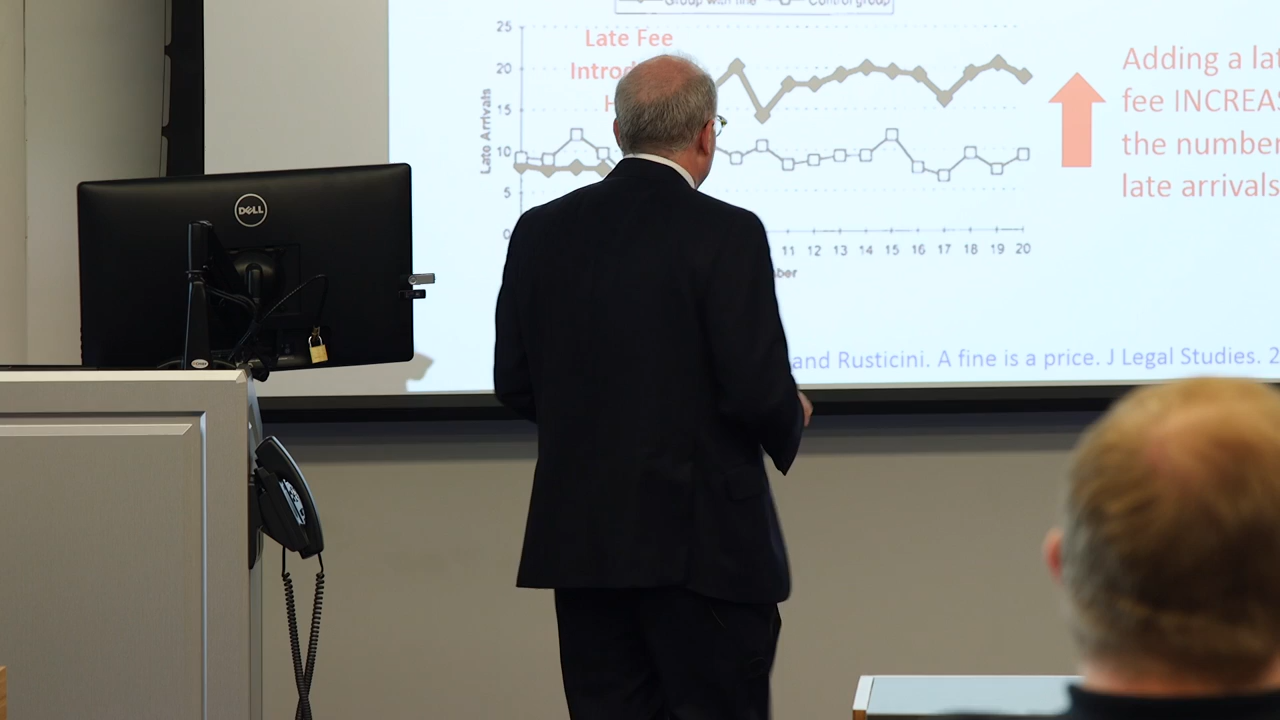 Group with fine Control group
25
Late Fee
20
Introd
15
H
10
5
0
Late Arrivals
11 12 13 14 15 16 17 18 19 20
ber
Adding a lat
fee INCREAS
the number
late arrivals
and Rusticini. A fine is a price. J Legal Studies. 2
DELL